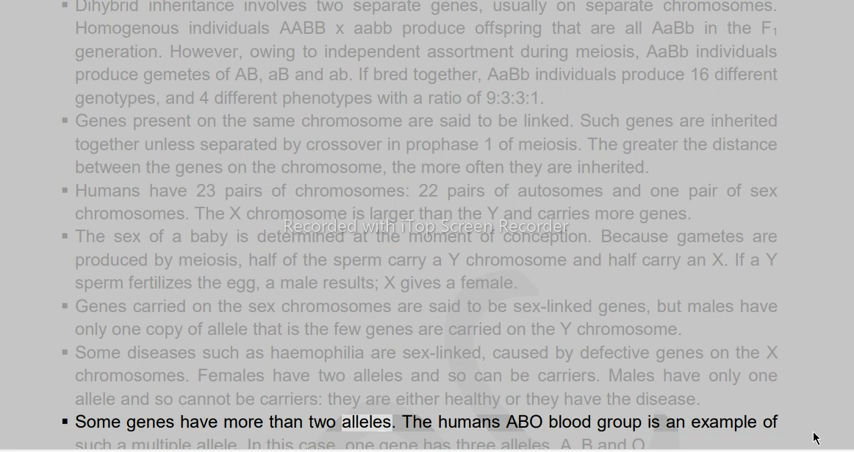 ▪ Dihybrid inheritance involves two separate genes, usually on separate chromosomes.
Homogenous individuals AABB x aabb produce offspring that are all AaBb in the F₁
generation. However, owing to independent assortment during meiosis, AaBb individuals
produce gemetes of AB, aB and ab. If bred together, AaBb individuals produce 16 different
genotypes, and 4 different phenotypes with a ratio of 9:3:3:1.
▪ Genes present on the same chromosome are said to be linked. Such genes are inherited
together unless separated by crossover in prophase 1 of meiosis. The greater the distance
between the genes on the chromosome, the more often they are inherited.
▪ Humans have 23 pairs of chromosomes: 22 pairs of autosomes and one pair of sex
chromosomes. The X chromosome is larger than the Y and carries more genes.
Recorded with iTop Screen Recorder
▪ The sex of a baby is determined at the moment of conception. Because gametes are
produced by meiosis, half of the sperm carry a Y chromosome and half carry an X. If a Y
sperm fertilizes the egg, a male results; X gives a female.
▪ Genes carried on the sex chromosomes are said to be sex-linked genes, but males have
only one copy of allele that is the few genes are carried on the Y chromosome.
▪ Some diseases such as haemophilia are sex-linked, caused by defective genes on the X
chromosomes. Females have two alleles and so can be carriers. Males have only one
allele and so cannot be carriers: they are either healthy or they have the disease.
▪ Some genes have more than two alleles. The humans ABO blood group is an example of
such a multiple allele. In this case, one gene has three alleles, A, B and O.